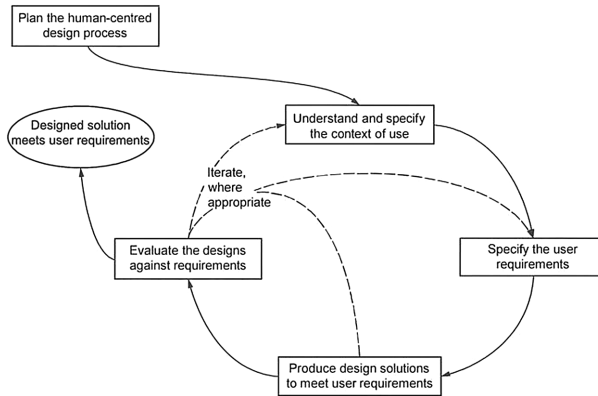 Plan the human-centred
design process
Understand and specify
the context of use
Designed solution
meets user requirements
Iterate,
where
appropriate
Evaluate the designs
against requirements
Specify the user
requirements
Produce design solutions
to meet user requirements